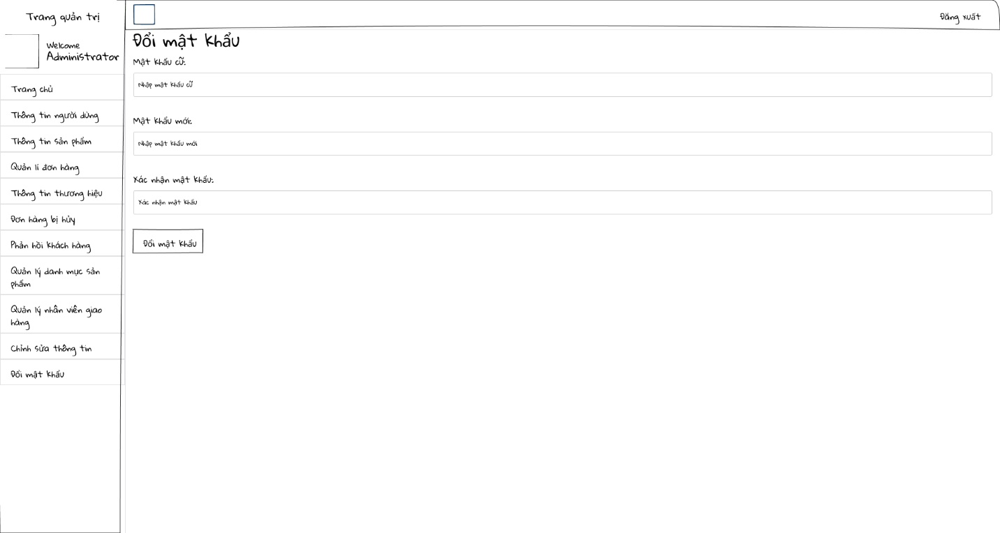 Trang quản trị
Welcome
Administrator
Trang chủ
Thông tin người dùng
Thông tin sản phẩm
Quản lí đơn hàng
Thông tin thương hiệu
Đơn hàng bị hủy
Phản hồi khách hàng
Quản lý danh mục sản
phẩm
Quản lý nhân viên giao
hàng
Chỉnh sửa thông tin
Đổi mật khẩu
Đăng xuất
Đổi mật khẩu
Mật khẩu cũ:
Nhập mật khẩu cũ
Mật khẩu mới:
Nhập mật khẩu mới
Xác nhận mật khẩu:
Xác nhận mật khẩu
Đổi mật khẩu